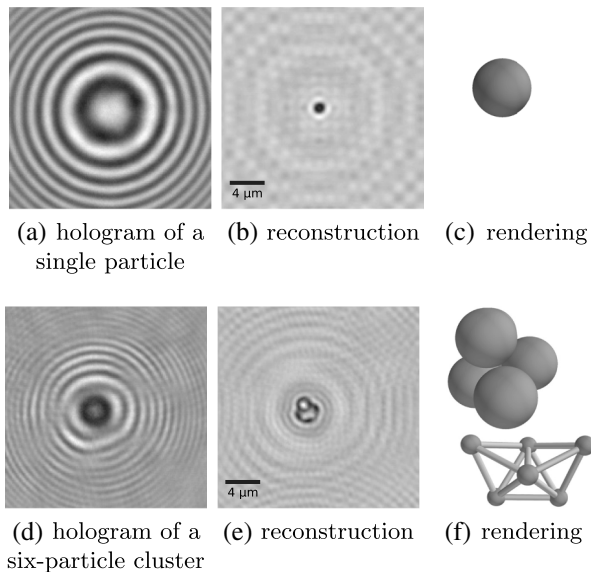 4 μm
(a) hologram of a
single particle
(b) reconstruction
(c) rendering
4 μm
(d) hologram of a
six-particle cluster
(e) reconstruction
(f) rendering